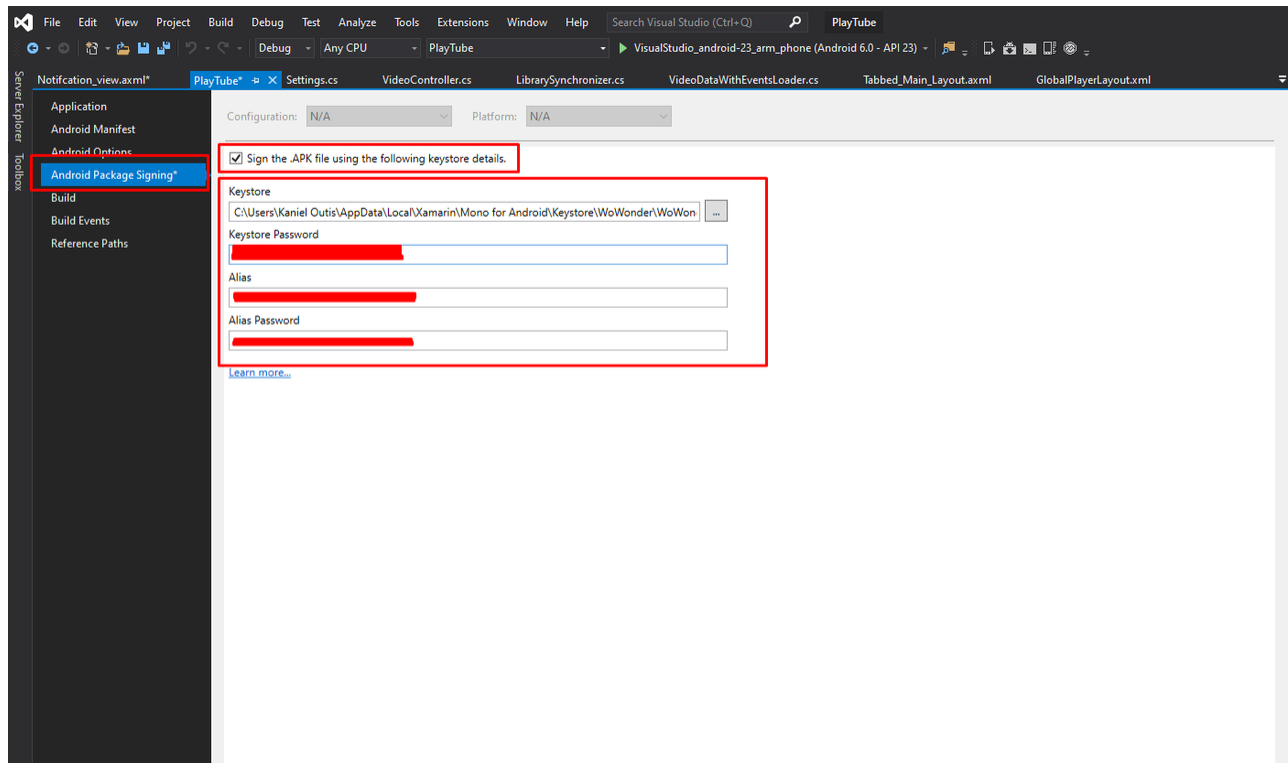 File Edit View Project Build Debug Test Analyze Tools Extensions Window Help Search Visual Studio (Ctrl+Q) PlayTube
Debug Any CPU PlayTube VisualStudio_android-23_arm_phone (Android 6.0 - API 23)
Server Explorer
Toolbox
Notifcation_view.axml* PlayTube* Settings.cs VideoController.cs LibrarySynchronizer.cs VideoDataWithEventsLoader.cs Tabbed_Main_Layout.axml GlobalPlayerLayout.xml
Application
Android Manifest
Android Options
Android Package Signing*
Build
Build Events
Reference Paths
Configuration: N/A Platform: N/A
Sign the .APK file using the following keystore details.
Keystore
C:\Users\Kaniel Outis\AppData\Local\Xamarin\Mono for Android\Keystore\WoWonder\WoWon ...
Keystore Password
Alias
Alias Password
Learn more...